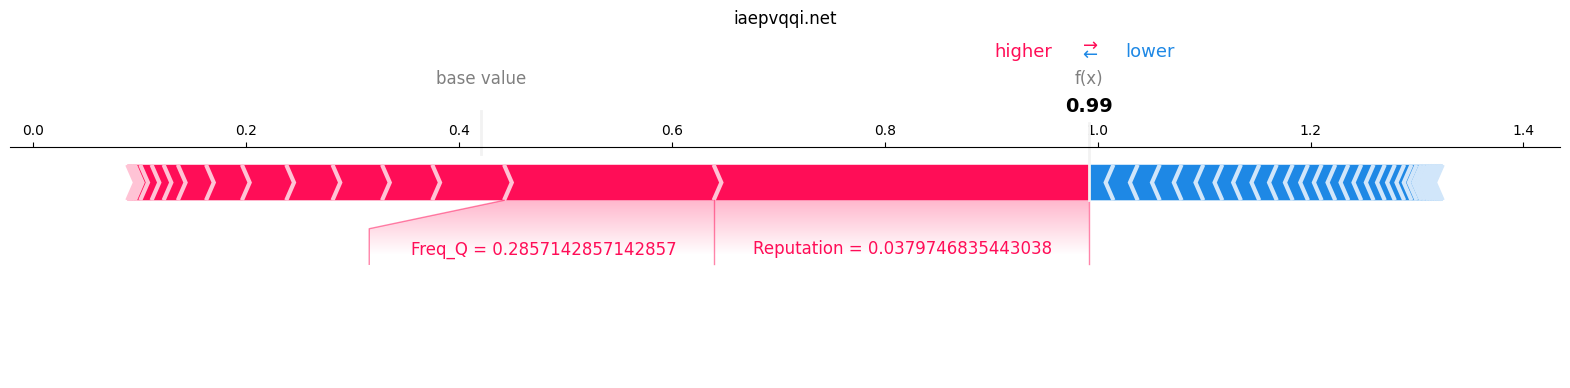 iaepvqqi.net
higher ⇄ lower
base value f(x)
0.99
0.0 0.2 0.4 0.6 0.8 1.0 1.2 1.4
Freq_Q = 0.2857142857142857 Reputation = 0.0379746835443038